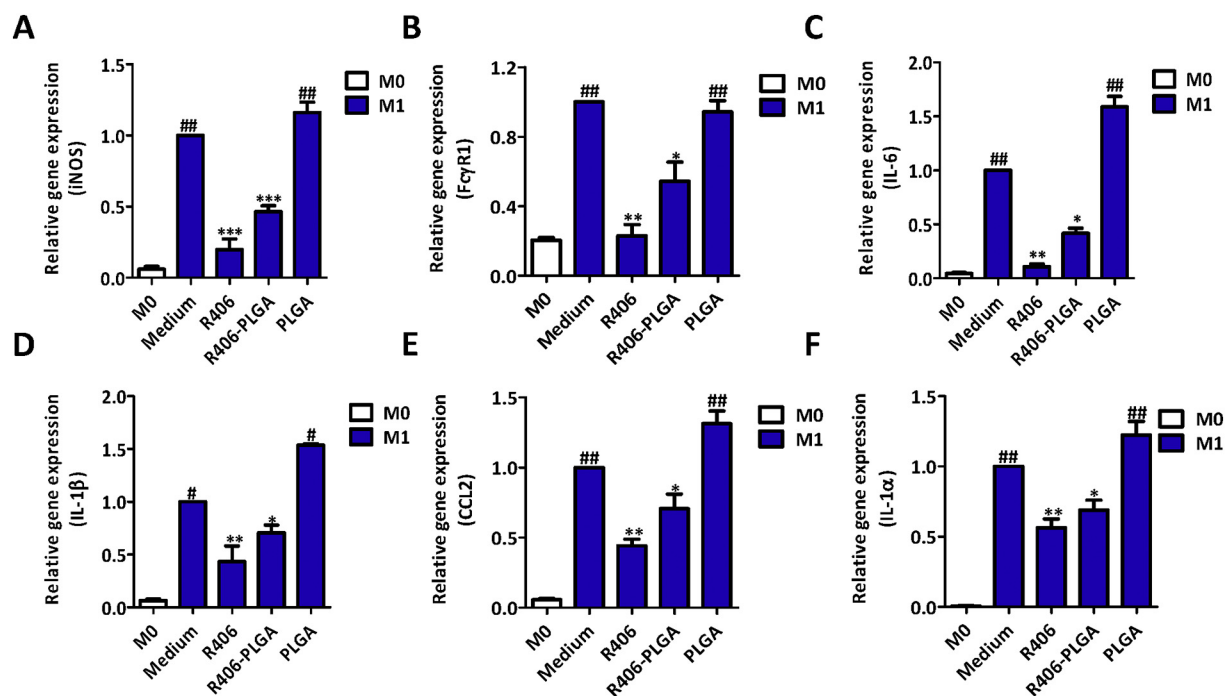 A
Relative gene expression
(iNOS)
1.5
1.0
0.5
0.0
##
***
***
##
M0
M1
M0
Medium
R406
R406-PLGA
PLGA
B
Relative gene expression
(FcγR1)
1.2
0.8
0.4
0.0
##
**
*
##
M0
M1
M0
Medium
R406
R406-PLGA
PLGA
C
Relative gene expression
(IL-6)
2.0
1.5
1.0
0.5
0.0
##
**
*
##
M0
M1
M0
Medium
R406
R406-PLGA
PLGA
D
Relative gene expression
(IL-1β)
2.0
1.5
1.0
0.5
0.0
#
**
*
#
M0
M1
M0
Medium
R406
R406-PLGA
PLGA
E
Relative gene expression
(CCL2)
1.5
1.0
0.5
0.0
##
**
*
##
M0
M1
M0
Medium
R406
R406-PLGA
PLGA
F
Relative gene expression
(IL-1α)
1.5
1.0
0.5
0.0
##
**
*
##
M0
M1
M0
Medium
R406
R406-PLGA
PLGA